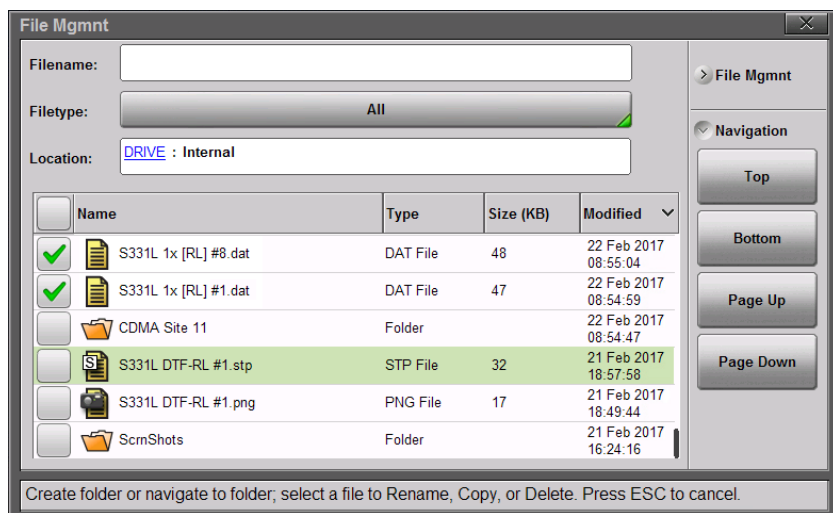 File Mgmnt
Filename:
Filetype: All
Location: DRIVE : Internal
Name Type Size (KB) Modified
S331L 1x [RL] #8.dat DAT File 48 22 Feb 2017
08:55:04
S331L 1x [RL] #1.dat DAT File 47 22 Feb 2017
08:54:59
CDMA Site 11 Folder 22 Feb 2017
08:54:47
S331L DTF-RL #1.stp STP File 32 21 Feb 2017
18:57:58
S331L DTF-RL #1.png PNG File 17 21 Feb 2017
18:49:44
ScrnShots Folder 21 Feb 2017
16:24:16
File Mgmnt
Navigation
Top
Bottom
Page Up
Page Down
Create folder or navigate to folder; select a file to Rename, Copy, or Delete. Press ESC to cancel.